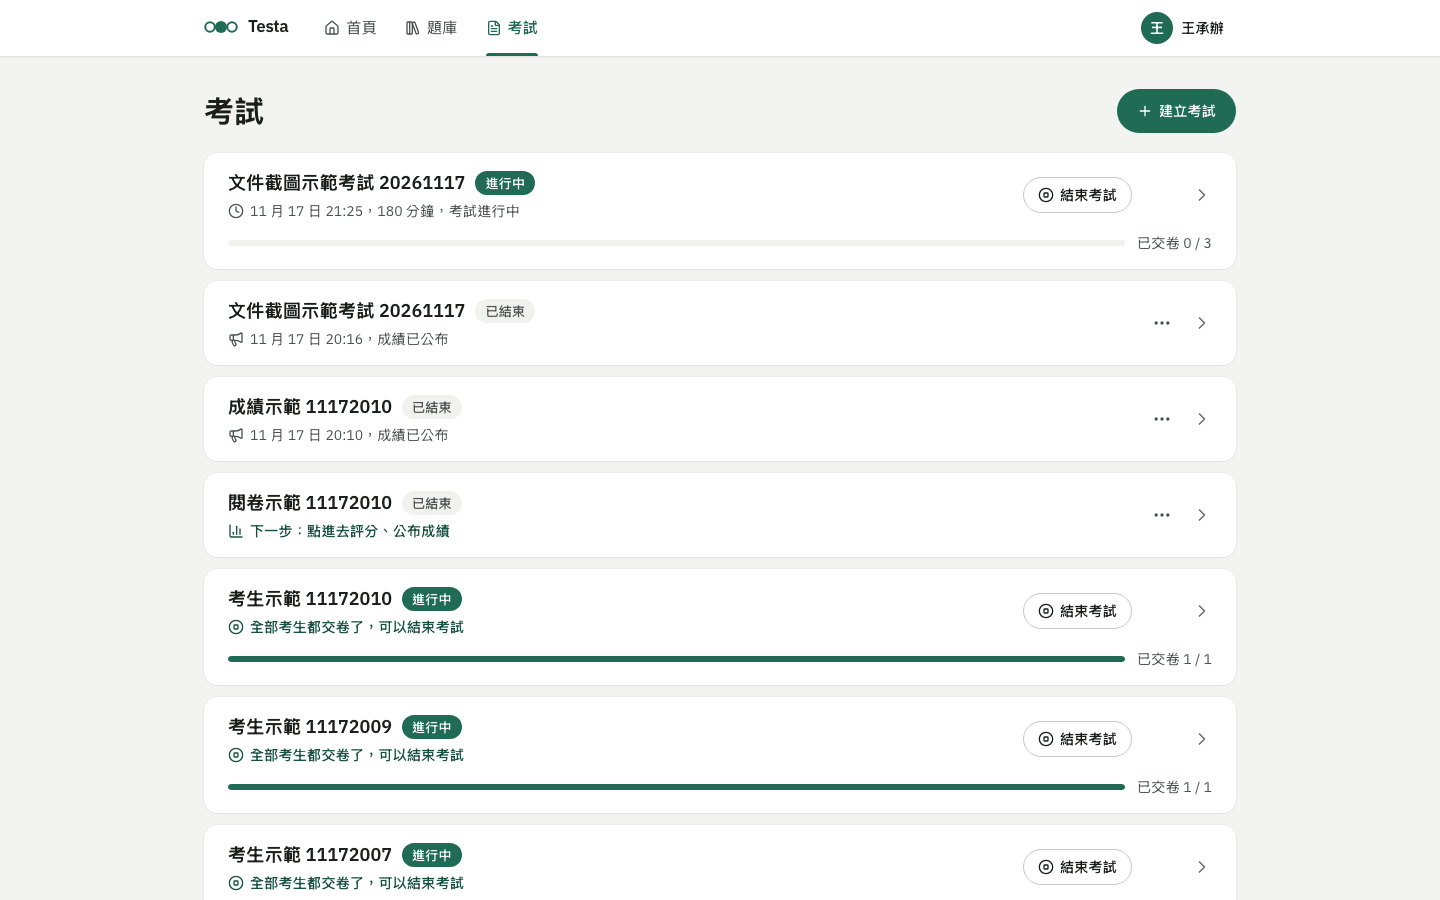 Testa
首頁
題庫
考試
王
王承辦
考試
建立考試
文件截圖示範考試 20261117 進行中
結束考試
11 月 17 日 21:25，180 分鐘，考試進行中
已交卷 0 / 3
文件截圖示範考試 20261117 已結束
11 月 17 日 20:16，成績已公布
成績示範 11172010 已結束
11 月 17 日 20:10，成績已公布
閱卷示範 11172010 已結束
下一步：點進去評分、公布成績
考生示範 11172010 進行中
結束考試
全部考生都交卷了，可以結束考試
已交卷 1 / 1
考生示範 11172009 進行中
結束考試
全部考生都交卷了，可以結束考試
已交卷 1 / 1
考生示範 11172007 進行中
結束考試
全部考生都交卷了，可以結束考試